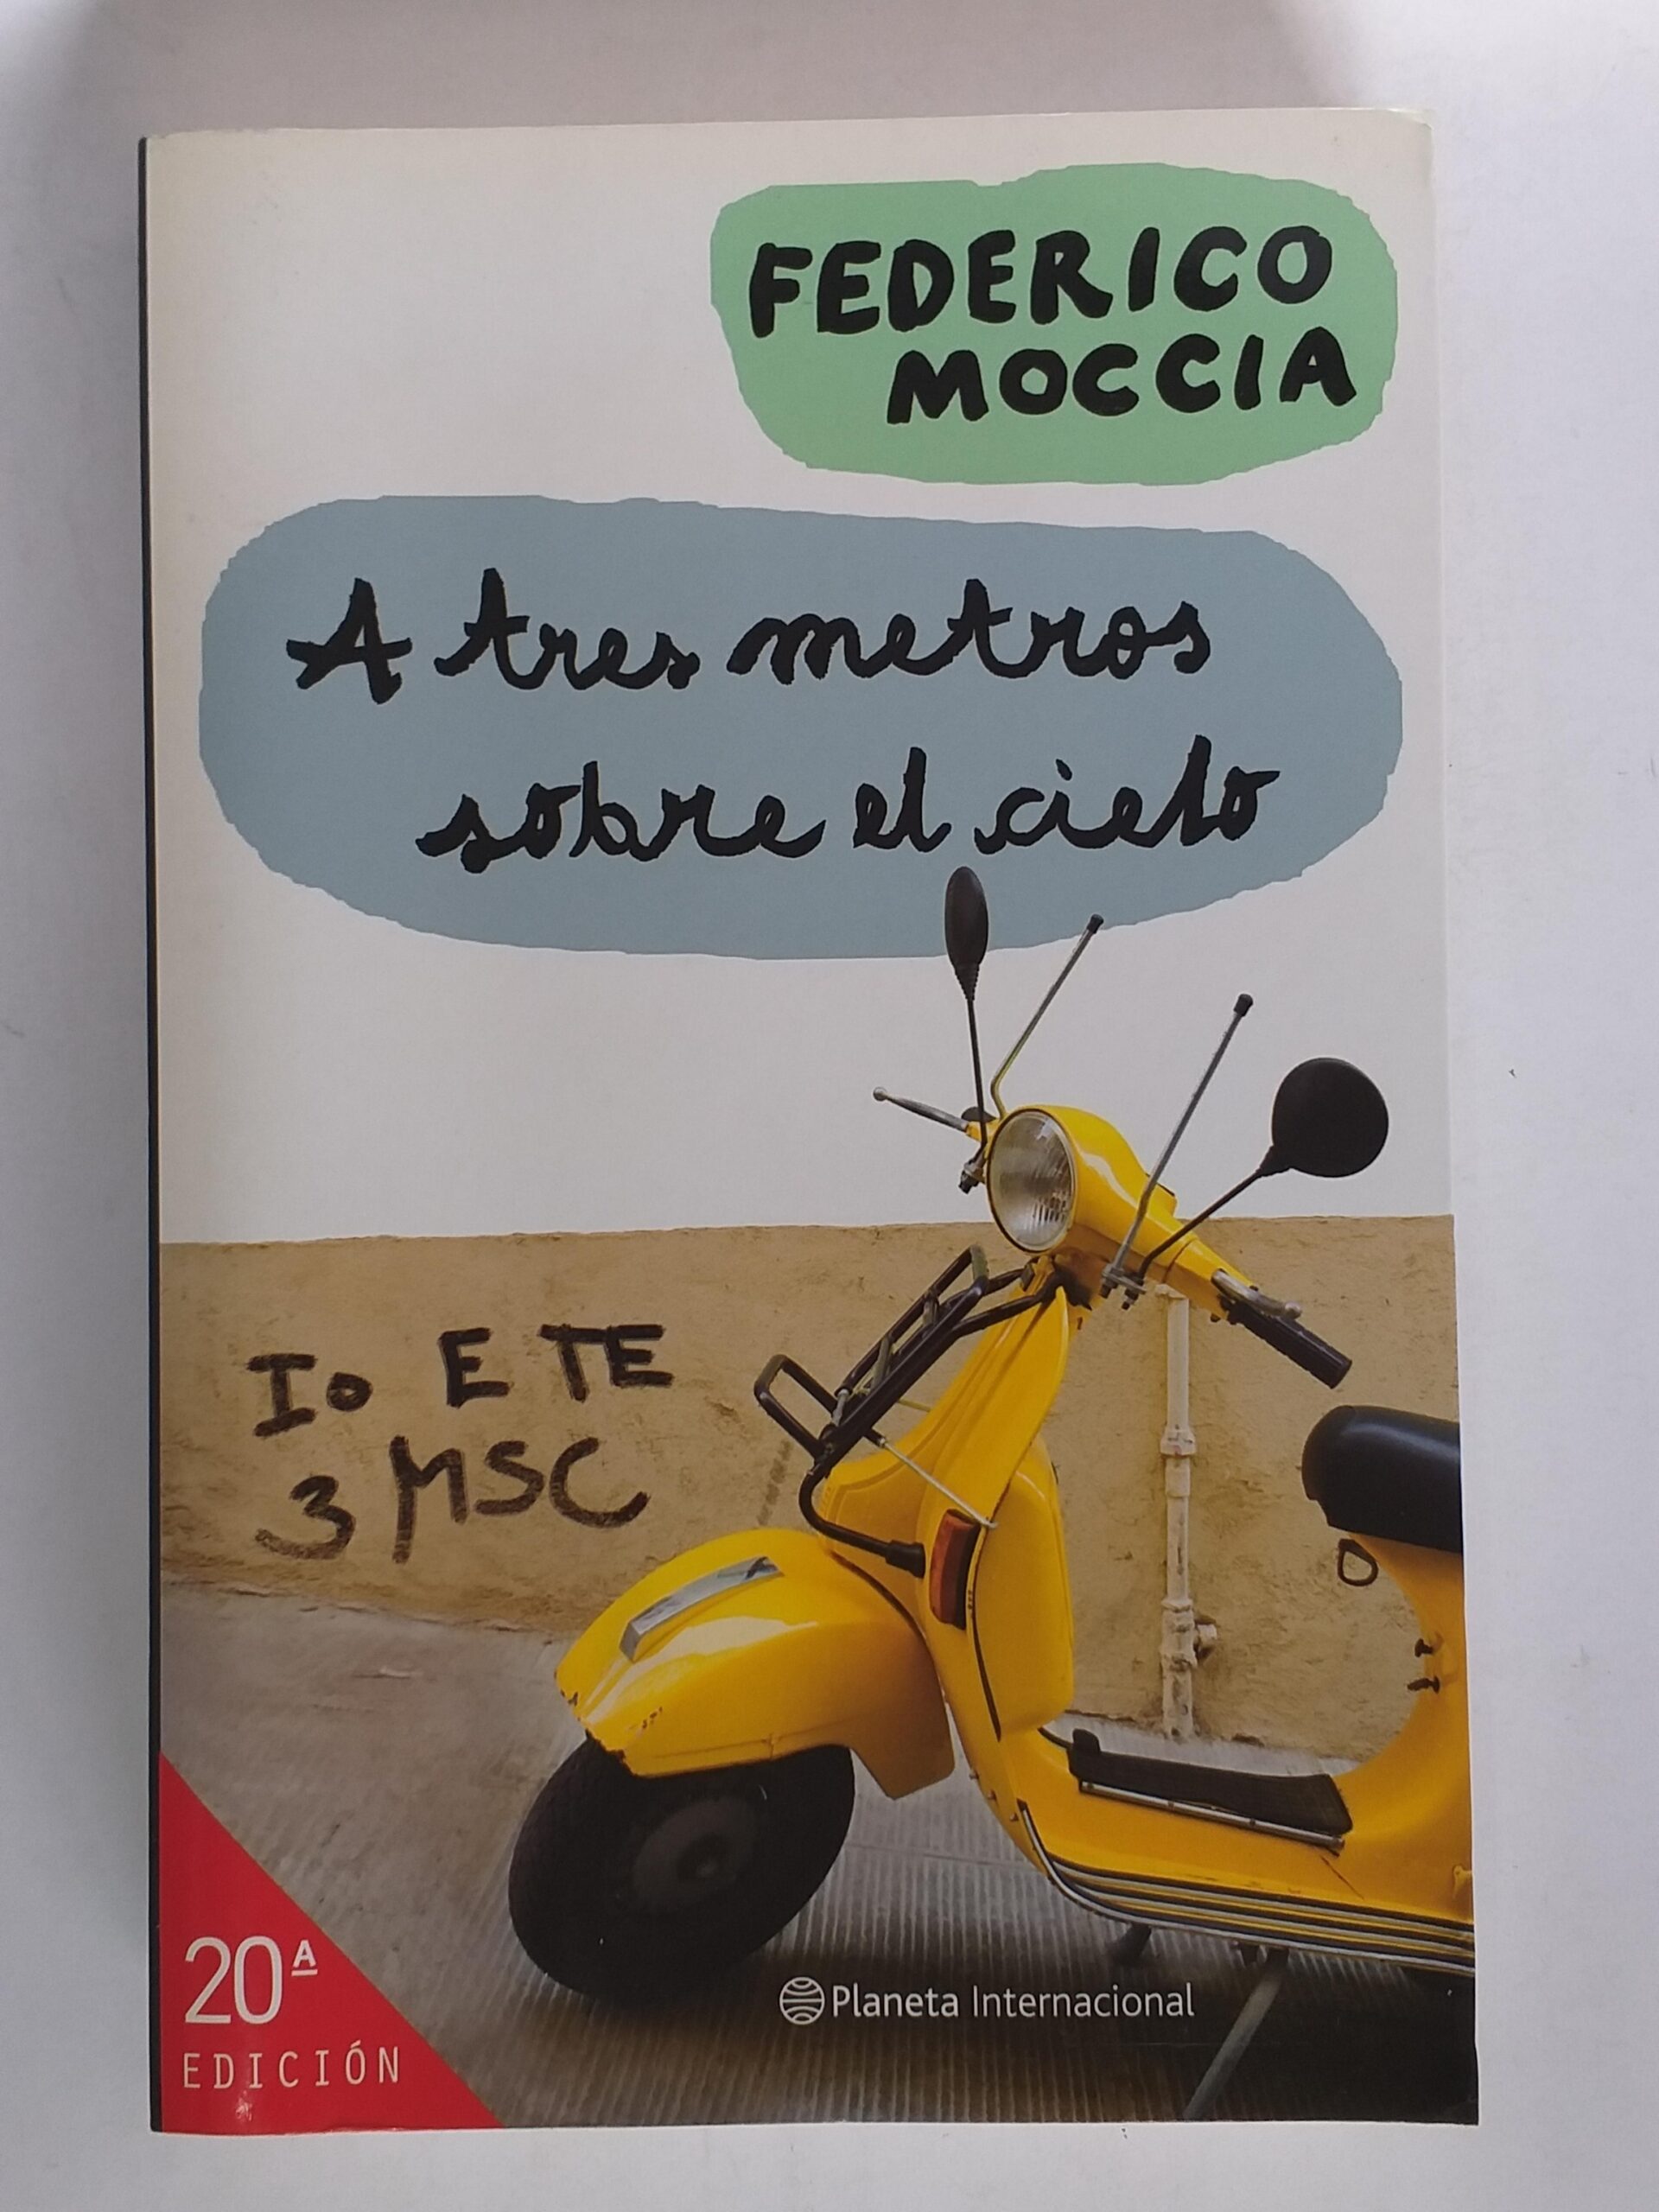 FEDERICO
MOCCIA
A tres metros
sobre el cielo
Io E TE
3 MSC
20ª
EDICIÓN
Planeta Internacional